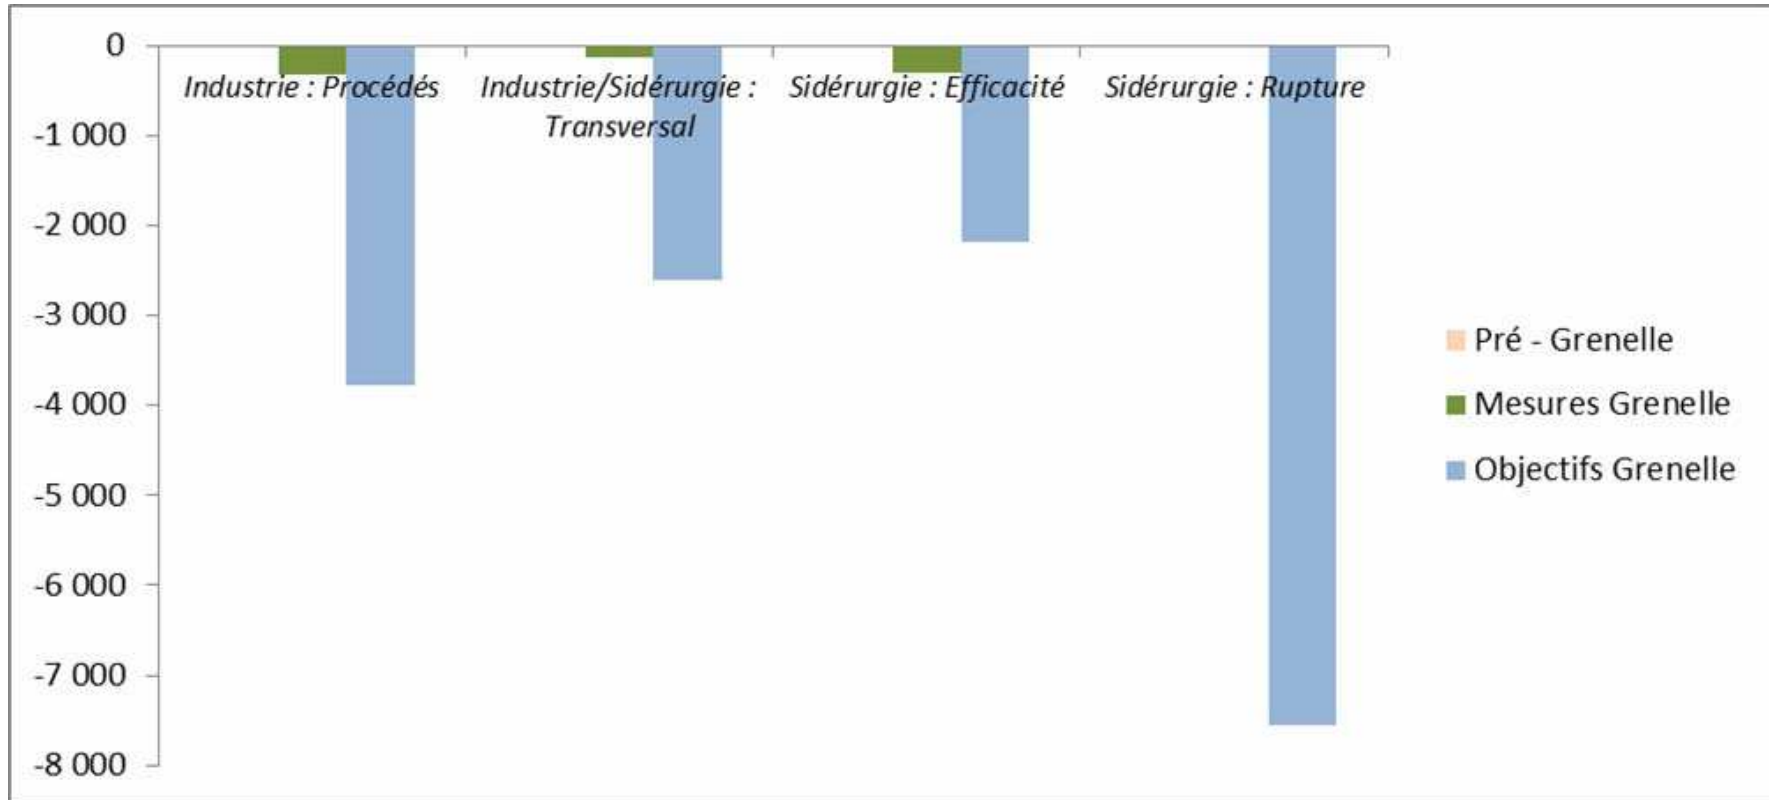 0
Industrie : Procédés
Industrie/Sidérurgie :
Transversal
Sidérurgie : Efficacité
Sidérurgie : Rupture
-1 000
-2 000
-3 000
-4 000
-5 000
-6 000
-7 000
-8 000
Pré - Grenelle
Mesures Grenelle
Objectifs Grenelle